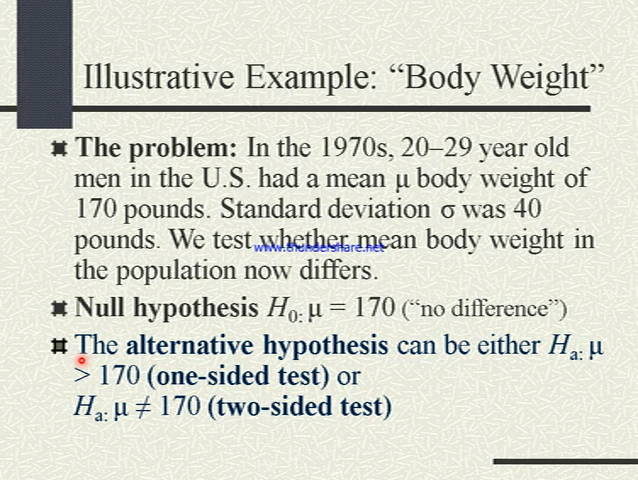 Illustrative Example: “Body Weight”
The problem: In the 1970s, 20–29 year old
men in the U.S. had a mean μ body weight of
170 pounds. Standard deviation σ was 40
pounds. We test whether mean body weight in
www.thundershare.net
the population now differs.
Null hypothesis H0: μ = 170 (“no difference”)
The alternative hypothesis can be either Ha: μ
> 170 (one-sided test) or
Ha: μ ≠ 170 (two-sided test)